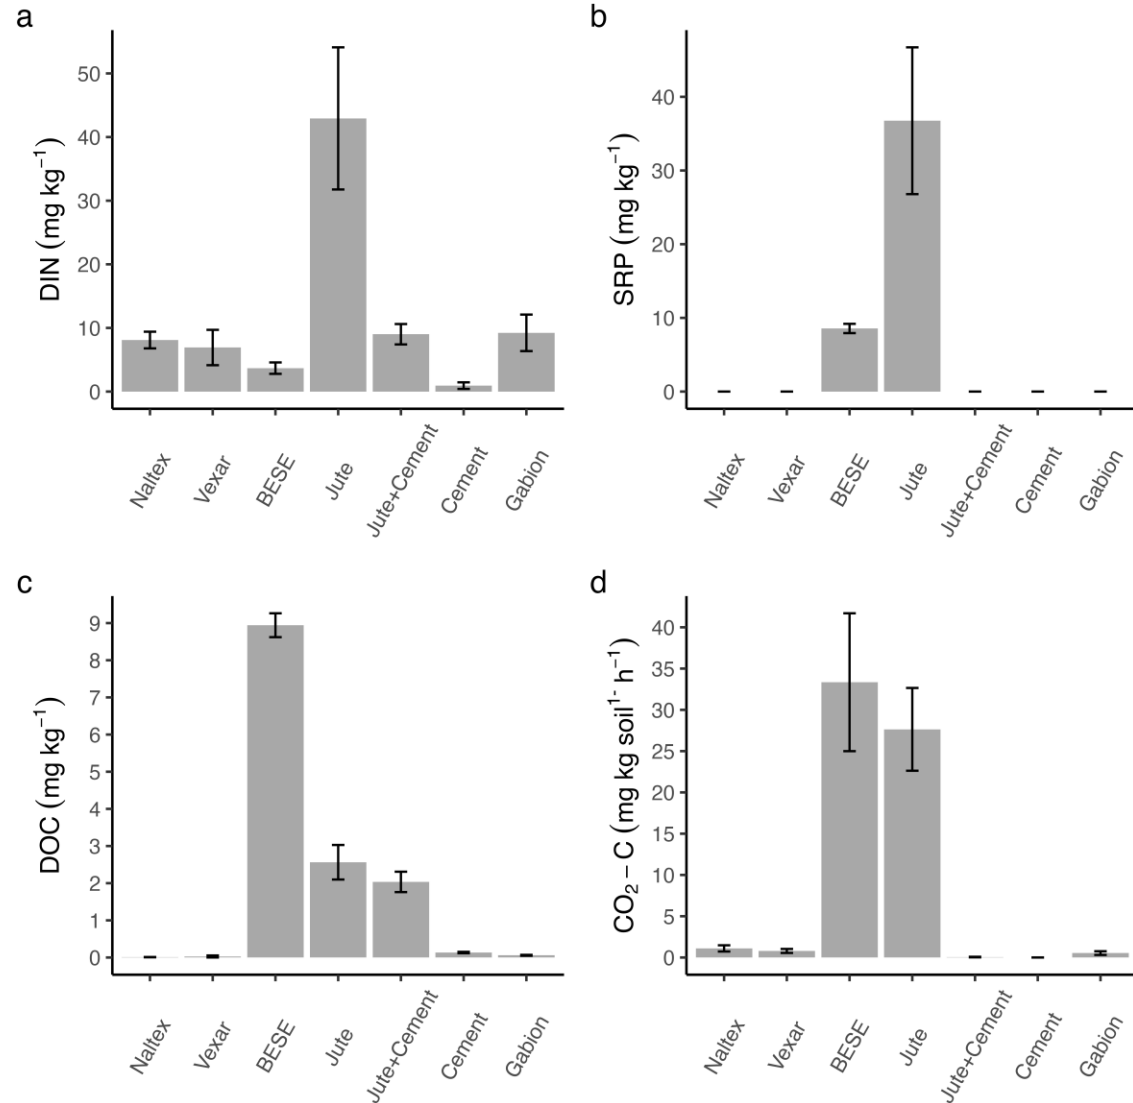 a
DIN (mg kg⁻¹)
50
40
30
20
10
0
Naltex
Vexar
BESE
Jute
Jute+Cement
Cement
Gabion
b
SRP (mg kg⁻¹)
40
30
20
10
0
Naltex
Vexar
BESE
Jute
Jute+Cement
Cement
Gabion
c
DOC (mg kg⁻¹)
9
8
7
6
5
4
3
2
1
0
Naltex
Vexar
BESE
Jute
Jute+Cement
Cement
Gabion
d
CO₂ – C (mg kg soil¹⁻ h⁻¹)
40
35
30
25
20
15
10
5
0
Naltex
Vexar
BESE
Jute
Jute+Cement
Cement
Gabion